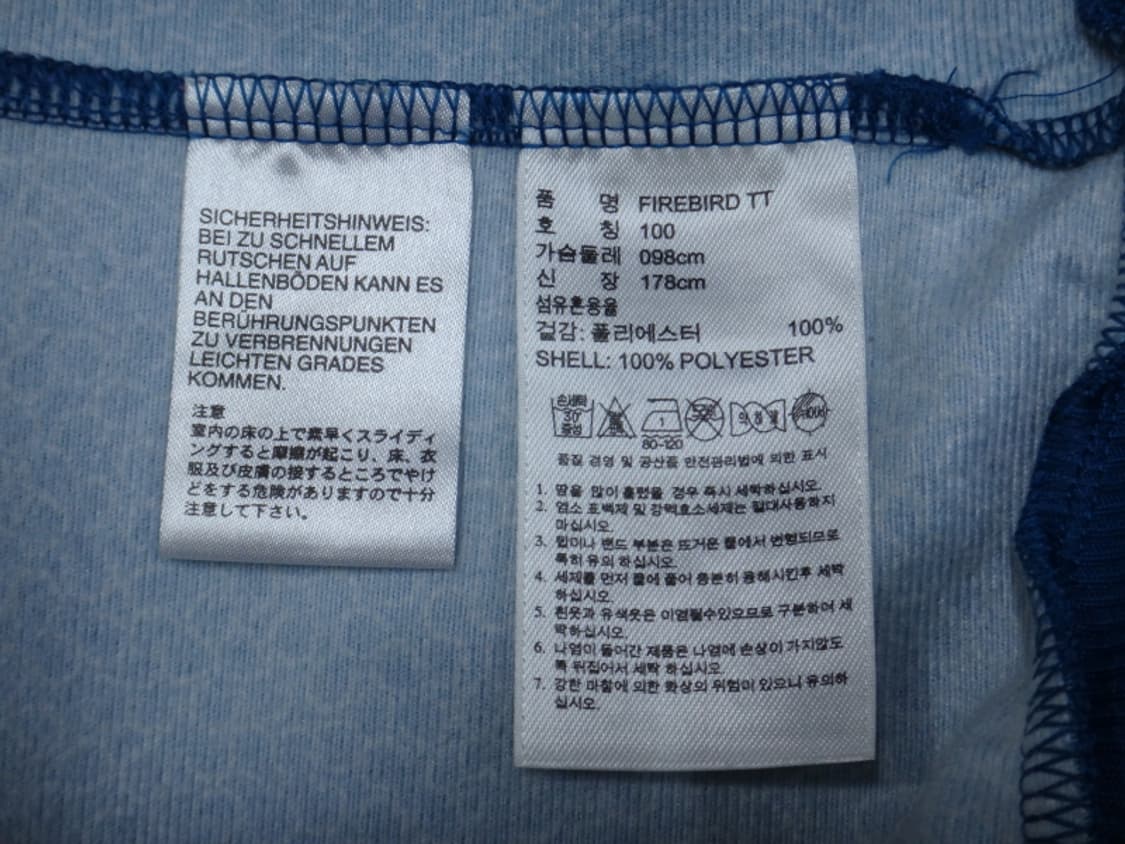 SICHERHEITSHINWEIS:
BEI ZU SCHNELLEM
RUTSCHEN AUF
HALLENBÖDEN KANN ES
AN DEN
BERÜHRUNGSPUNKTEN
ZU VERBRENNUNGEN
LEICHTEN GRADES
KOMMEN.
注意
室内の床の上で素早くスライディ
ングすると摩擦が起こり、床、衣
服及び皮膚の接するところでやけ
どをする危険がありますので十分
注意して下さい。
품 명 FIREBIRD TT
호 칭 100
가슴둘레 098cm
신 장 178cm
섬유혼용율
겉감: 폴리에스터 100%
SHELL: 100% POLYESTER
손세탁
30°
중성
1
80-120
품질 경영 및 공산품 안전관리법에 의한 표시
1. 땀을 많이 흘렸을 경우 즉시 세탁하십시오.
2. 염소 표백제 및 강력효소세제는 절대사용하지
마십시오.
3. 밑미나 밴드 부분은 뜨거운 물에서 변형되므로
특히 유의 하십시오.
4. 세제를 먼저 물에 풀어 충분히 용해시킨후 세탁
하십시오.
5. 흰옷과 유색옷은 이염될수있으므로 구분하여 세
탁하십시오.
6. 나염이 들어간 제품은 나염에 손상이 가지않도
록 뒤집어서 세탁 하십시오
7. 강한 마찰에 의한 화상의 위험이 있으니 유의하
십시오.